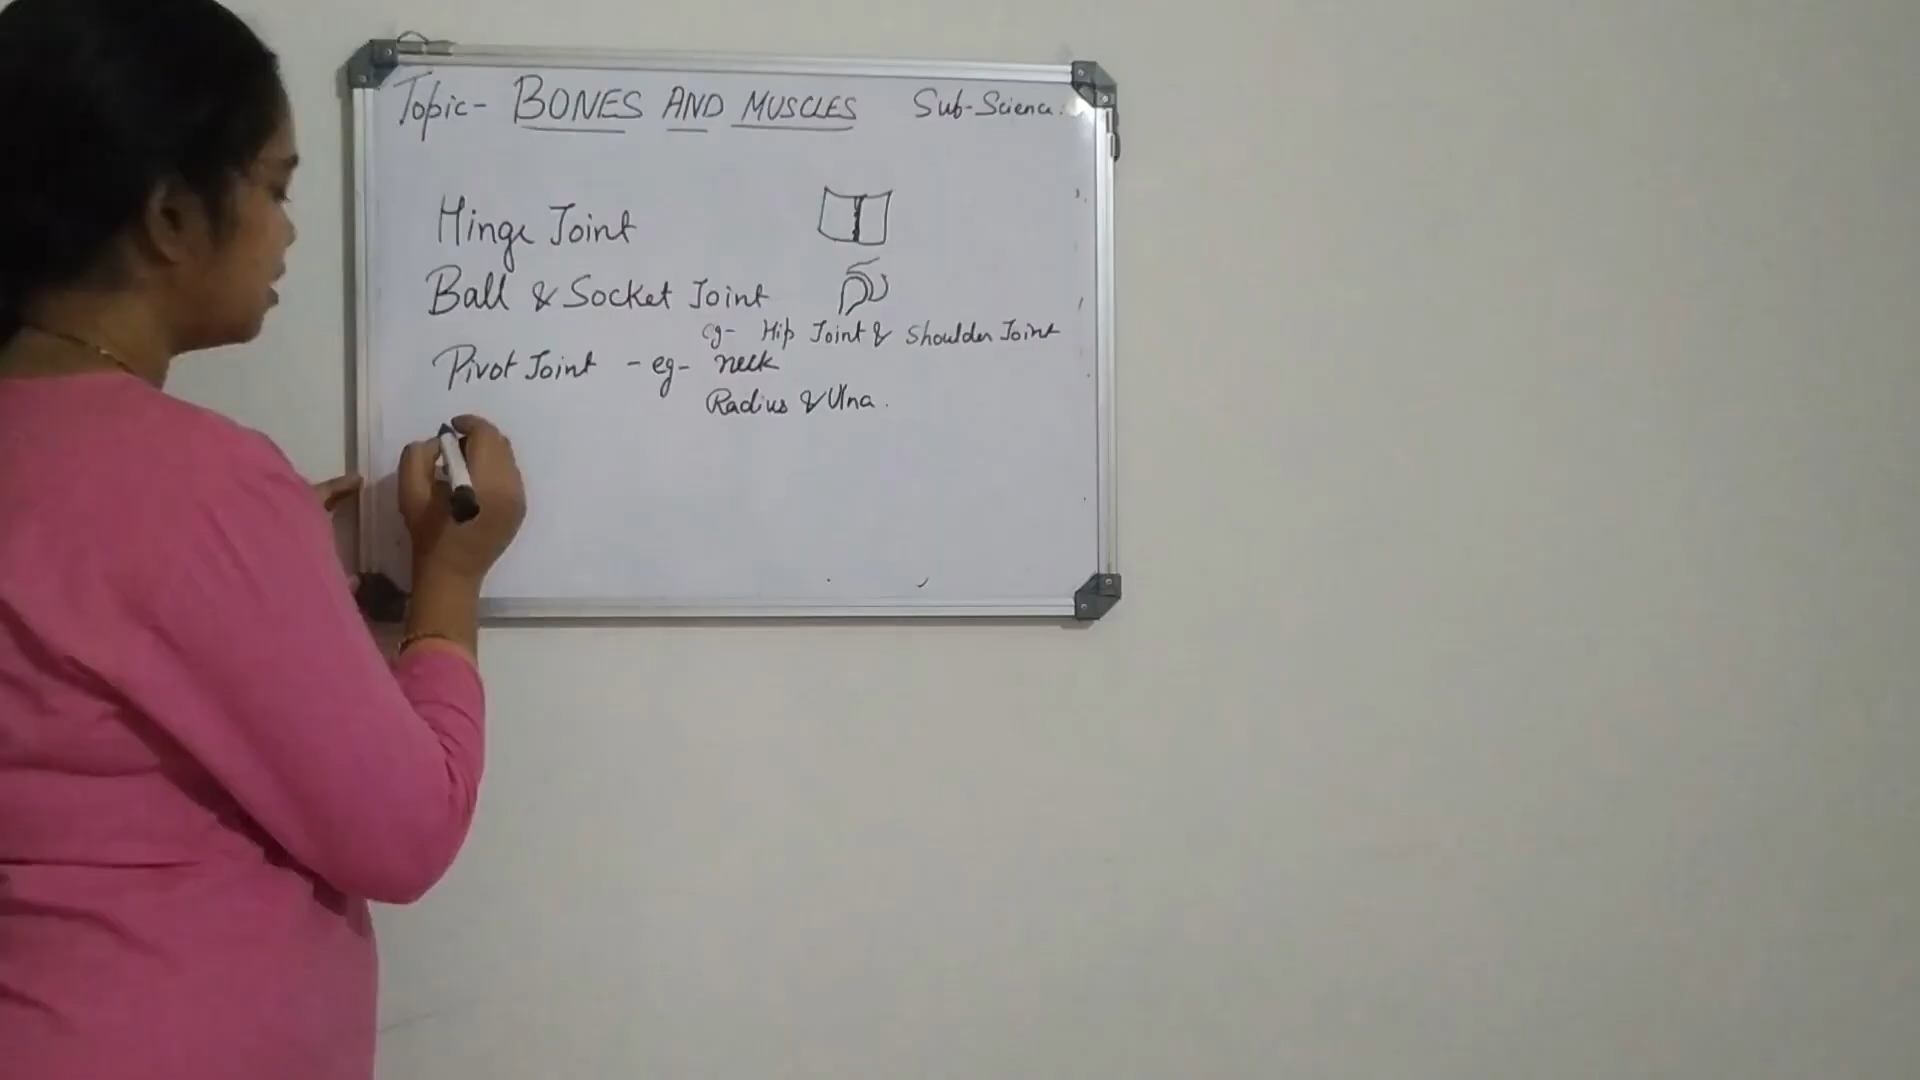 Topic- BONES AND MUSCLES Sub-Science.
Hinge Joint
Ball & Socket Joint
eg- Hip Joint & Shoulder Joint
Pivot Joint - eg- neck
Radius & Ulna.